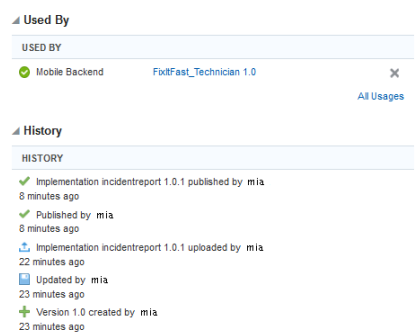 Used By
USED BY
Mobile Backend FixItFast_Technician 1.0
All Usages
History
HISTORY
Implementation incidentreport 1.0.1 published by mia
8 minutes ago
Published by mia
8 minutes ago
Implementation incidentreport 1.0.1 uploaded by mia
22 minutes ago
Updated by mia
23 minutes ago
Version 1.0 created by mia
23 minutes ago